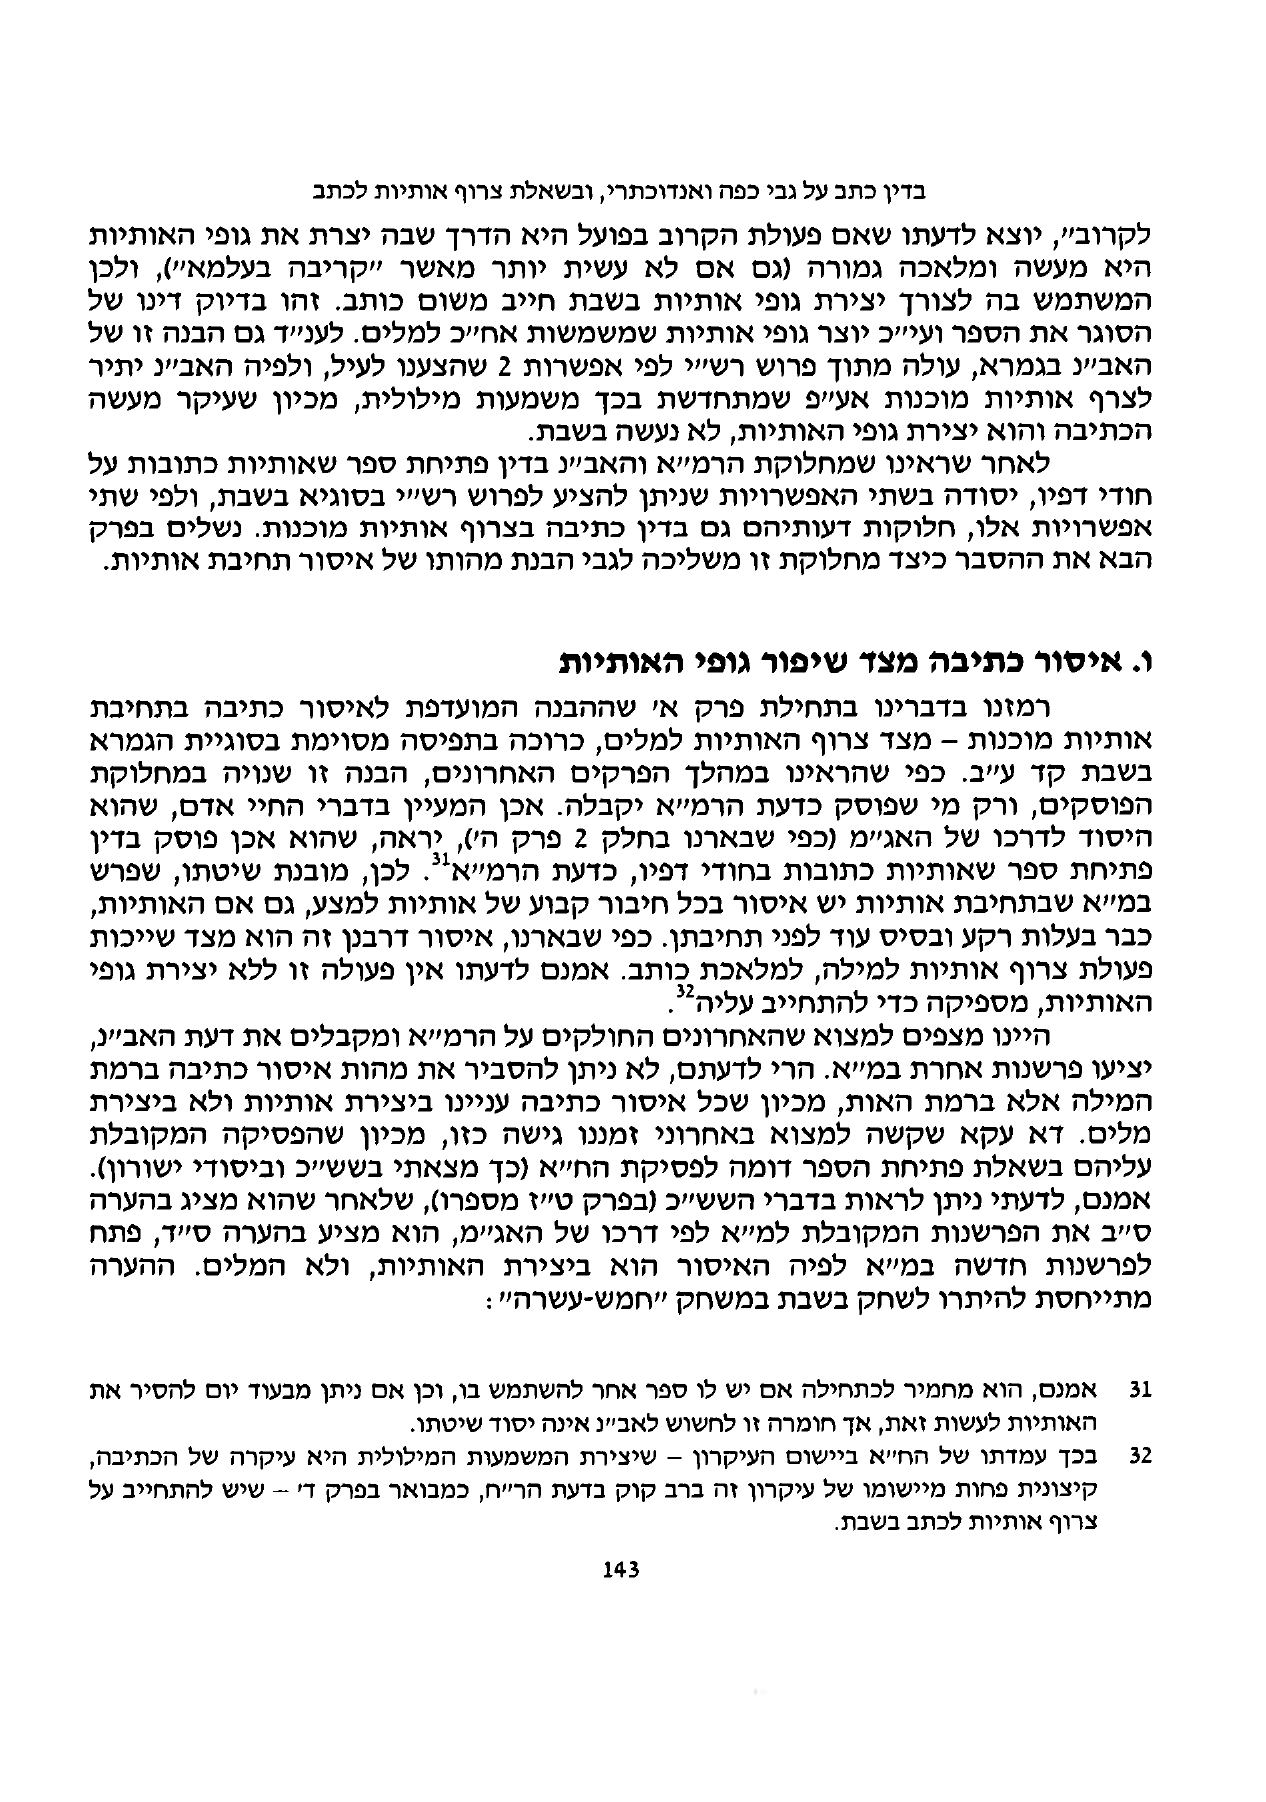 בדין כתב על גבי כפה ואנדוכתרי, ובשאלת צרוף אותיות לכתב
לקרוב״, יוצא לדעתו שאם פעולת הקרוב בפועל היא הדרך שבה יצרת את גופי האותיות
היא מעשה ומלאכה גמורה (גם אם לא עשית יותר מאשר ״קריבה בעלמא״), ולכן
המשתמש בה לצורך יצירת גופי אותיות בשבת חייב משום כותב. זהו בדיוק דינו של
הסוגר את הספר ועי״כ יוצר גופי אותיות שמשמשות אח״כ למלים. לענ״ד גם הבנה זו של
האב״נ בגמרא, עולה מתוך פרוש רש״י לפי אפשרות 2 שהצענו לעיל, ולפיה האב״נ יתיר
לצרף אותיות מוכנות אע״פ שמתחדשת בכך משמעות מילולית, מכיון שעיקר מעשה
הכתיבה והוא יצירת גופי האותיות, לא נעשה בשבת.
לאחר שראינו שמחלוקת הרמ״א והאב״נ בדין פתיחת ספר שאותיות כתובות על
חודי דפיו, יסודה בשתי האפשרויות שניתן להציע לפרוש רש״י בסוגיא בשבת, ולפי שתי
אפשרויות אלו, חלוקות דעותיהם גם בדין כתיבה בצרוף אותיות מוכנות. נשלים בפרק
הבא את ההסבר כיצד מחלוקת זו משליכה לגבי הבנת מהותו של איסור תחיבת אותיות.
ו. איסור כתיבה מצד שיפור גופי האותיות
רמזנו בדברינו בתחילת פרק א׳ שההבנה המועדפת לאיסור כתיבה בתחיבת
אותיות מוכנות – מצד צרוף האותיות למלים, כרוכה בתפיסה מסוימת בסוגיית הגמרא
בשבת קד ע״ב. כפי שהראינו במהלך הפרקים האחרונים, הבנה זו שנויה במחלוקת
הפוסקים, ורק מי שפוסק כדעת הרמ״א יקבלה. אכן המעיין בדברי החיי אדם, שהוא
היסוד לדרכו של האג״מ (כפי שבארנו בחלק 2 פרק ה׳), יראה, שהוא אכן פוסק בדין
פתיחת ספר שאותיות כתובות בחודי דפיו, כדעת הרמ״א31. לכן, מובנת שיטתו, שפרש
במ״א שבתחיבת אותיות יש איסור בכל חיבור קבוע של אותיות למצע, גם אם האותיות,
כבר בעלות רקע ובסיס עוד לפני תחיבתן. כפי שבארנו, איסור דרבנן זה הוא מצד שייכות
פעולת צרוף אותיות למילה, למלאכת כותב. אמנם לדעתו אין פעולה זו ללא יצירת גופי
האותיות, מספיקה כדי להתחייב עליה32.
היינו מצפים למצוא שהאחרונים החולקים על הרמ״א ומקבלים את דעת האב״נ,
יציעו פרשנות אחרת במ״א. הרי לדעתם, לא ניתן להסביר את מהות איסור כתיבה ברמת
המילה אלא ברמת האות, מכיון שכל איסור כתיבה עניינו ביצירת אותיות ולא ביצירת
מלים. דא עקא שקשה למצוא באחרוני זמננו גישה כזו, מכיון שהפסיקה המקובלת
עליהם בשאלת פתיחת הספר דומה לפסיקת הח״א (כך מצאתי בשש״כ וביסודי ישורון).
אמנם, לדעתי ניתן לראות בדברי השש״כ (בפרק ט״ז מספרו), שלאחר שהוא מציג בהערה
ס״ב את הפרשנות המקובלת למ״א לפי דרכו של האג״מ, הוא מציע בהערה ס״ד, פתח
לפרשנות חדשה במ״א לפיה האיסור הוא ביצירת האותיות, ולא המלים. ההערה
מתייחסת להיתרו לשחק בשבת במשחק ״חמש-עשרה״:
31 אמנם, הוא מחמיר לכתחילה אם יש לו ספר אחר להשתמש בו, וכן אם ניתן מבעוד יום להסיר את
האותיות לעשות זאת, אך חומרה זו לחשוש לאב״נ אינה יסוד שיטתו.
32 בכך עמדתו של הח״א ביישום העיקרון – שיצירת המשמעות המילולית היא עיקרה של הכתיבה,
קיצונית פחות מיישומו של עיקרון זה ברב קוק בדעת הר״ח, כמבואר בפרק ד׳ – שיש להתחייב על
צרוף אותיות לכתב בשבת.
143